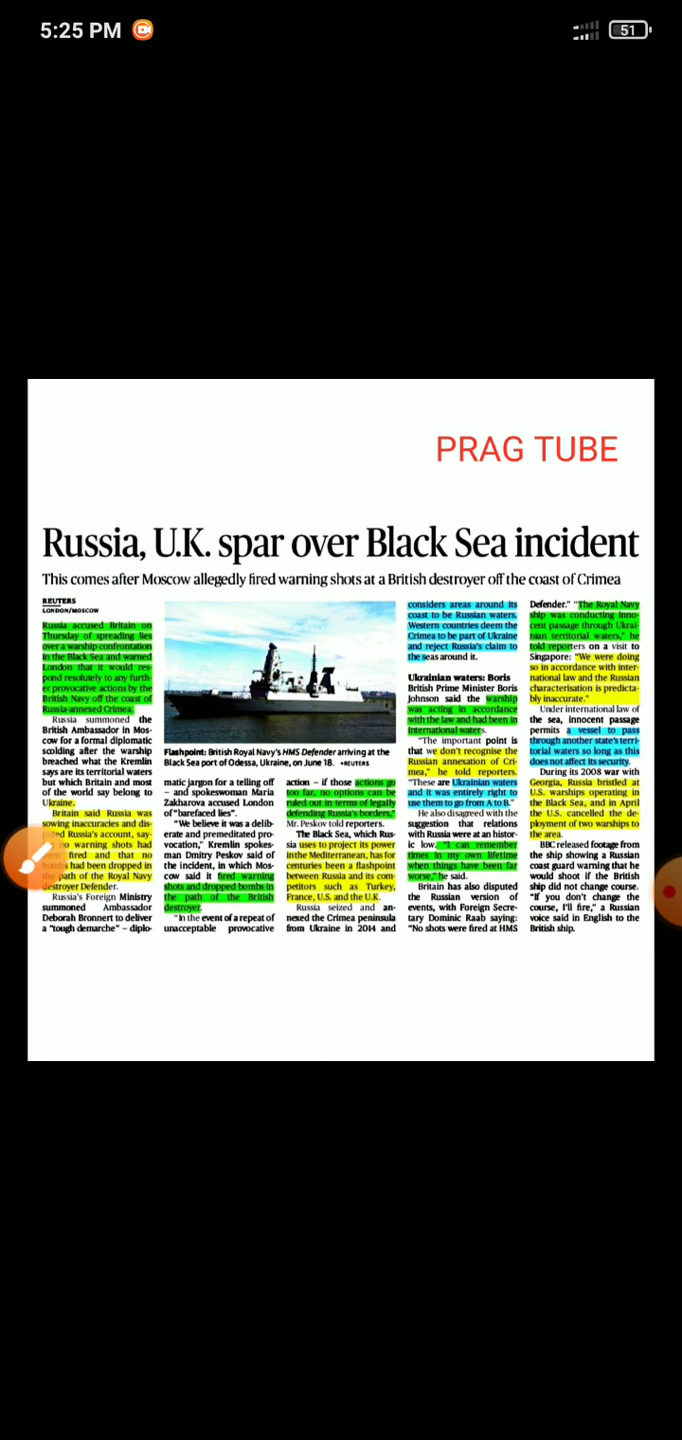 5:25 PM
51
PRAG TUBE
Russia, U.K. spar over Black Sea incident
This comes after Moscow allegedly fired warning shots at a British destroyer off the coast of Crimea
REUTERS
LONDON/MOSCOW
Russia accused Britain on
Thursday of spreading lies
over a warship confrontation
in the Black Sea and warned
London that it would res-
pond resolutely to any furth-
er provocative actions by the
British Navy off the coast of
Russia-annexed Crimea.
Russia summoned the
British Ambassador in Mos-
cow for a formal diplomatic
scolding after the warship
breached what the Kremlin
says are its territorial waters
but which Britain and most
of the world say belong to
Ukraine.
Britain said Russia was
sowing inaccuracies and dis-
puted Russia's account, say-
no warning shots had
fired and that no
had been dropped in
path of the Royal Navy
destroyer Defender.
Russia's Foreign Ministry
summoned Ambassador
Deborah Bronnert to deliver
a "tough demarche" – diplo-
Flashpoint: British Royal Navy's HMS Defender arriving at the
Black Sea port of Odessa, Ukraine, on June 18. •REUTERS
matic jargon for a telling off
– and spokeswoman Maria
Zakharova accused London
of "barefaced lies".
"We believe it was a delib-
erate and premeditated pro-
vocation," Kremlin spokes-
man Dmitry Peskov said of
the incident, in which Mos-
cow said it fired warning
shots and dropped bombs in
the path of the British
destroyer.
"In the event of a repeat of
unacceptable provocative
action – if those actions go
too far, no options can be
ruled out in terms of legally
defending Russia's borders,"
Mr. Peskov told reporters.
The Black Sea, which Rus-
sia uses to project its power
in the Mediterranean, has for
centuries been a flashpoint
between Russia and its com-
petitors such as Turkey,
France, U.S. and the U.K.
Russia seized and an-
nexed the Crimea peninsula
from Ukraine in 2014 and
considers areas around its
coast to be Russian waters.
Western countries deem the
Crimea to be part of Ukraine
and reject Russia's claim to
the seas around it.
Ukrainian waters: Boris
British Prime Minister Boris
Johnson said the warship
was acting in accordance
with the law and had been in
international waters.
"The important point is
that we don't recognise the
Russian annexation of Cri-
mea," he told reporters.
"These are Ukrainian waters
and it was entirely right to
use them to go from A to B."
He also disagreed with the
suggestion that relations
with Russia were at an histor-
ic low. "I can remember
times in my own lifetime
when things have been far
worse," he said.
Britain has also disputed
the Russian version of
events, with Foreign Secre-
tary Dominic Raab saying:
"No shots were fired at HMS
Defender." "The Royal Navy
ship was conducting inno-
cent passage through Ukrai-
nian territorial waters," he
told reporters on a visit to
Singapore: "We were doing
so in accordance with inter-
national law and the Russian
characterisation is predicta-
bly inaccurate."
Under international law of
the sea, innocent passage
permits a vessel to pass
through another state's terri-
torial waters so long as this
does not affect its security.
During its 2008 war with
Georgia, Russia bristled at
U.S. warships operating in
the Black Sea, and in April
the U.S. cancelled the de-
ployment of two warships to
the area.
BBC released footage from
the ship showing a Russian
coast guard warning that he
would shoot if the British
ship did not change course.
"If you don't change the
course, I'll fire," a Russian
voice said in English to the
British ship.